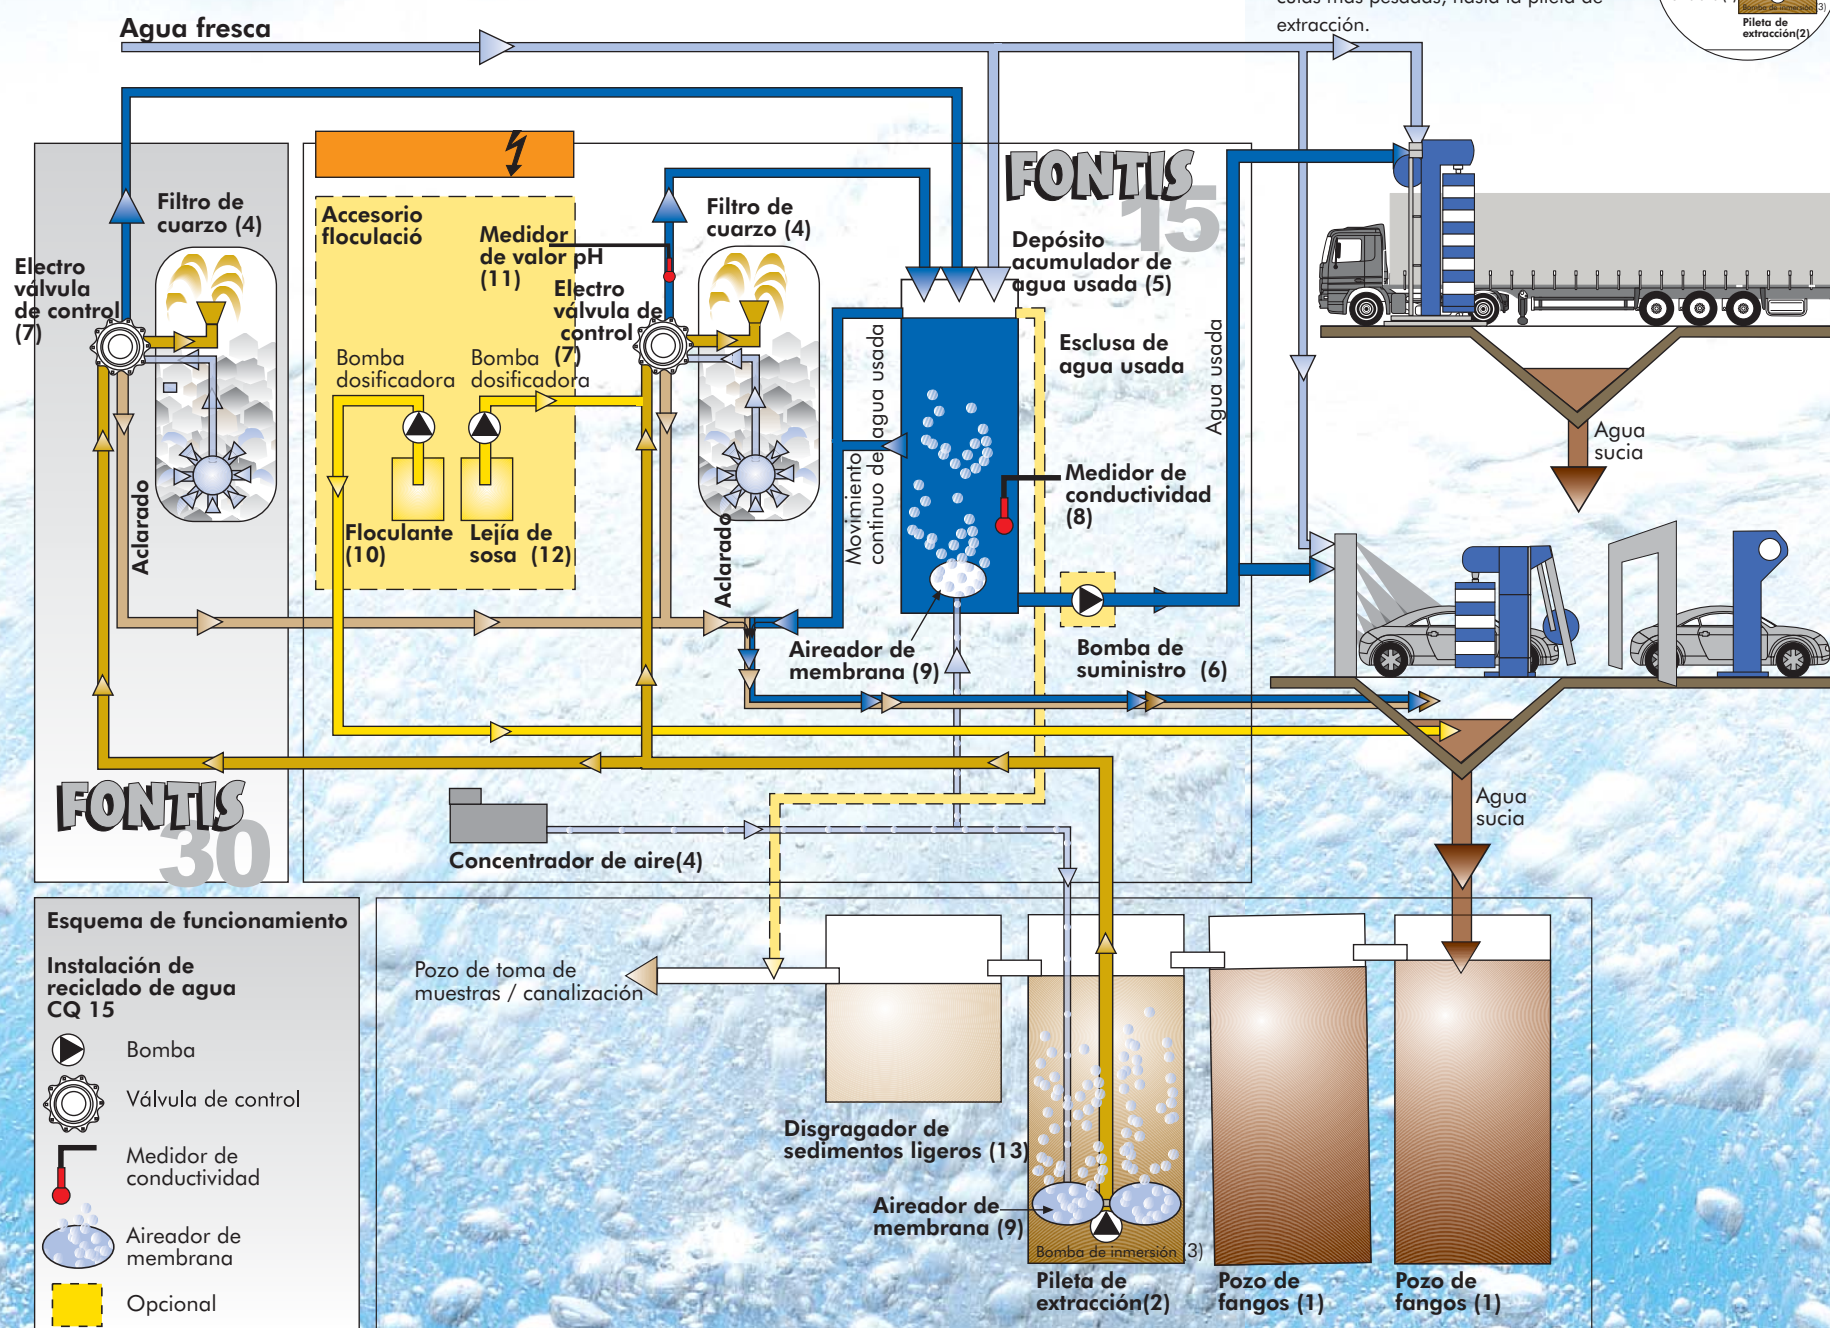 culas más pesadas, hasta la pileta de
extracción.
Bomba de inmersión (3)
Pileta de
extracción(2)
Agua fresca
FONTIS
15
Filtro de
cuarzo (4)
Electro
válvula
de control
(7)
Accesorio
floculació
Medidor
de valor pH
(11)
Electro
válvula de
control
(7)
Filtro de
cuarzo (4)
Depósito
acumulador de
agua usada (5)
Esclusa de
agua usada
Agua usada
Bomba
dosificadora
Bomba
dosificadora
Movimiento
continuo de agua usada
Agua
sucia
Medidor de
conductividad
(8)
Aclarado
Floculante
(10)
Lejía de
sosa (12)
Aclarado
Aireador de
membrana (9)
Bomba de
suministro (6)
FONTIS
30
Concentrador de aire(4)
Agua
sucia
Esquema de funcionamiento
Instalación de
reciclado de agua
CQ 15
Bomba
Válvula de control
Medidor de
conductividad
Aireador de
membrana
Opcional
Pozo de toma de
muestras / canalización
Disgragador de
sedimentos ligeros (13)
Aireador de
membrana (9)
Bomba de inmersión (3)
Pileta de
extracción(2)
Pozo de
fangos (1)
Pozo de
fangos (1)